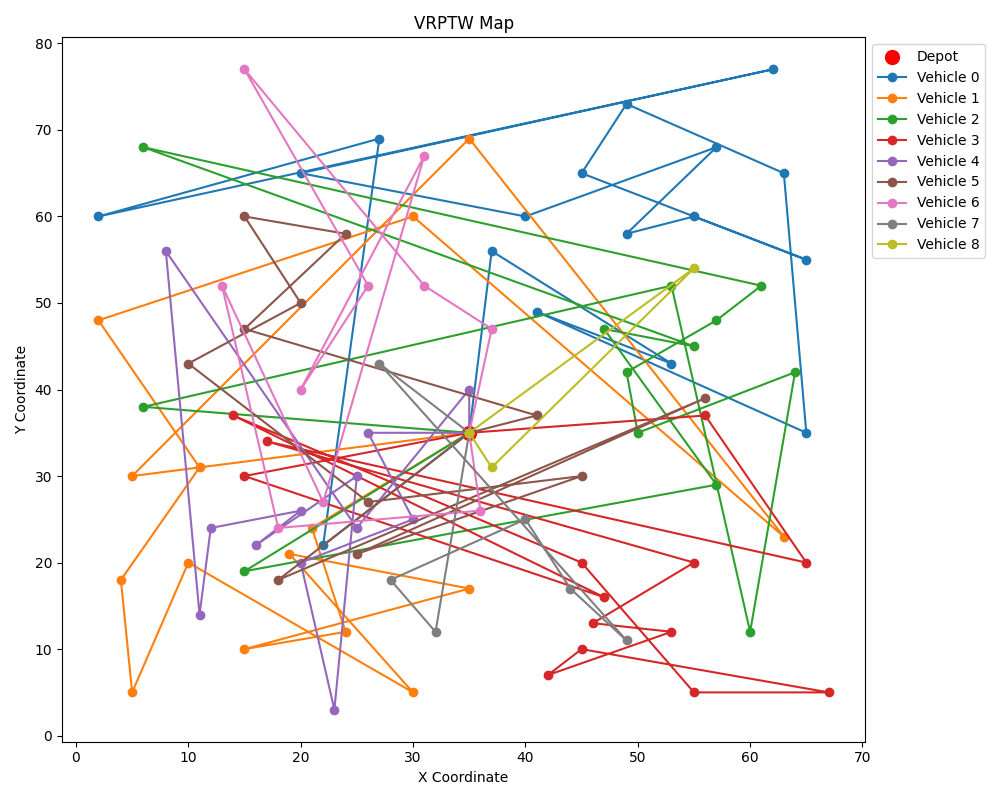 VRPTW Map
80
70
60
50
40
30
20
10
0
Y Coordinate
0 10 20 30 40 50 60 70
X Coordinate
Depot
Vehicle 0
Vehicle 1
Vehicle 2
Vehicle 3
Vehicle 4
Vehicle 5
Vehicle 6
Vehicle 7
Vehicle 8